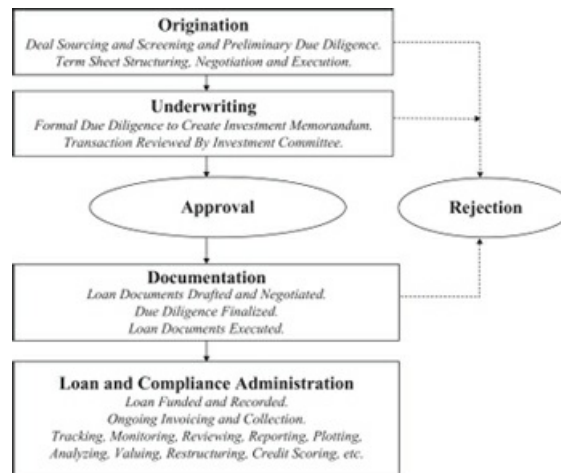 Origination
Deal Sourcing and Screening and Preliminary Due Diligence.
Term Sheet Structuring, Negotiation and Execution.
Underwriting
Formal Due Diligence to Create Investment Memorandum.
Transaction Reviewed By Investment Committee.
Approval
Rejection
Documentation
Loan Documents Drafted and Negotiated.
Due Diligence Finalized.
Loan Documents Executed.
Loan and Compliance Administration
Loan Funded and Recorded.
Ongoing Invoicing and Collection.
Tracking, Monitoring, Reviewing, Reporting, Plotting,
Analyzing, Valuing, Restructuring, Credit Scoring, etc.